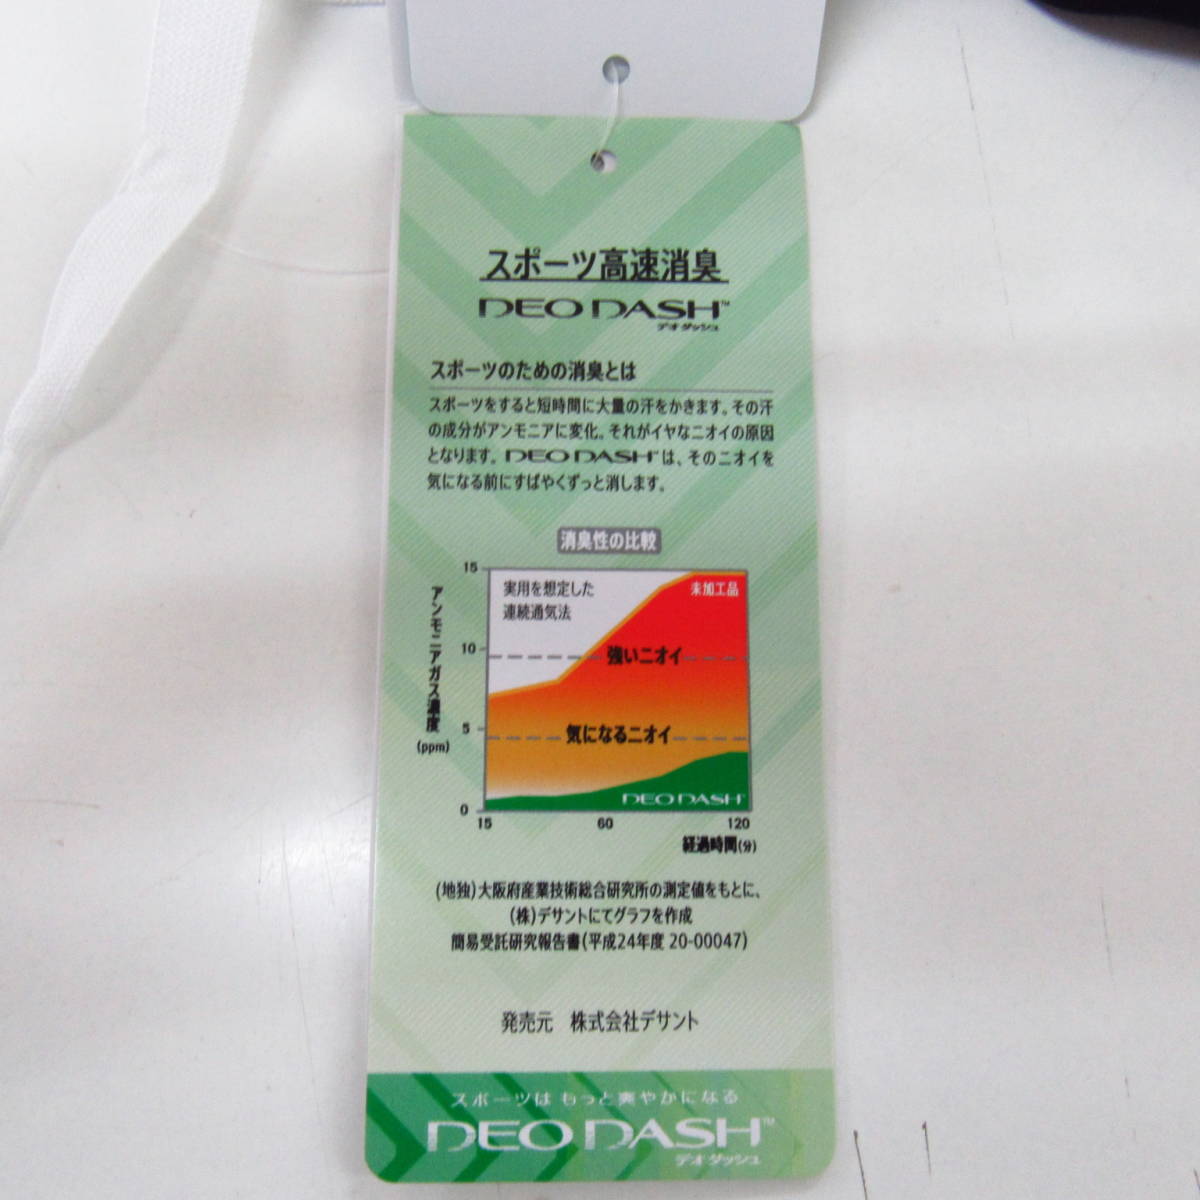 スポーツ高速消臭
DEODASH™
デオダッシュ
スポーツのための消臭とは
スポーツをすると短時間に大量の汗をかきます。その汗
の成分がアンモニアに変化。それがイヤなニオイの原因
となります。DEODASH™は、そのニオイを
気になる前にすばやくずっと消します。
消臭性の比較
アンモニアガス濃度
(ppm)
15
10
5
0
実用を想定した
連続通気法
未加工品
強いニオイ
気になるニオイ
DEODASH™
15 60 120
経過時間(分)
(地独)大阪府産業技術総合研究所の測定値をもとに、
(株)デサントにてグラフを作成
簡易受託研究報告書(平成24年度 20-00047)
発売元 株式会社デサント
スポーツは もっと爽やかになる
DEODASH™
デオダッシュ